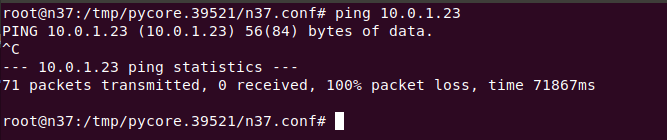 root@n37:/tmp/pycore.39521/n37.conf# ping 10.0.1.23
PING 10.0.1.23 (10.0.1.23) 56(84) bytes of data.
^C
--- 10.0.1.23 ping statistics ---
71 packets transmitted, 0 received, 100% packet loss, time 71867ms
root@n37:/tmp/pycore.39521/n37.conf#